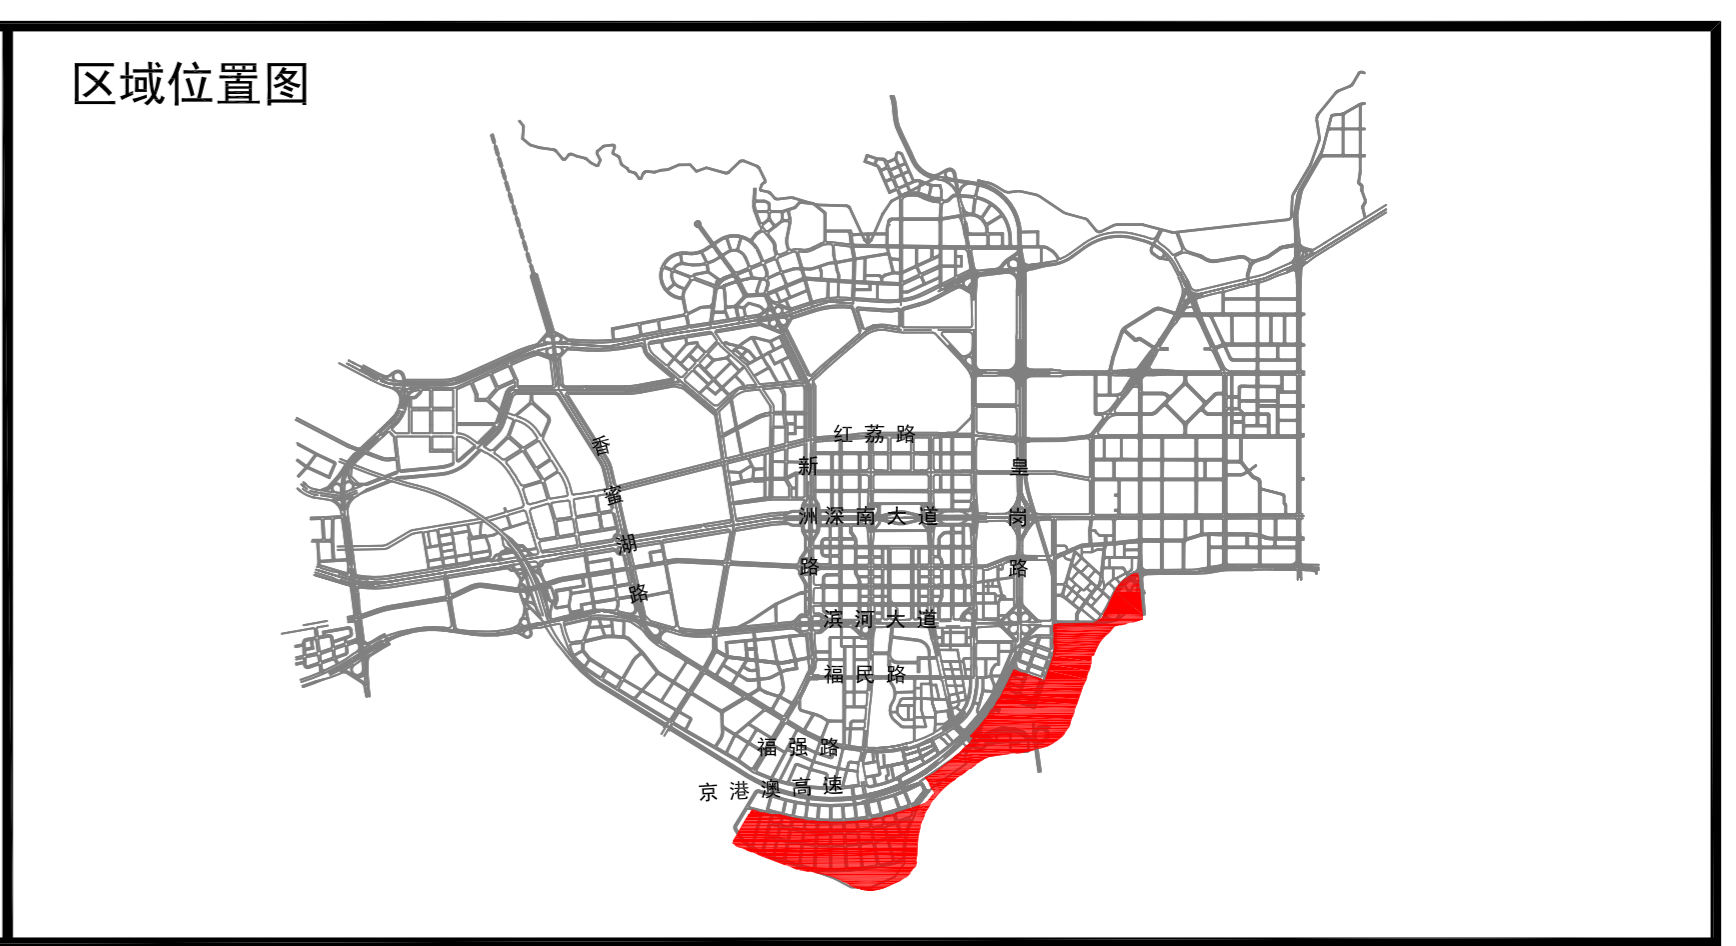 区域位置图
红荔路
香蜜湖路
新洲路
皇岗路
深南大道
滨河大道
福民路
福强路
京港澳高速